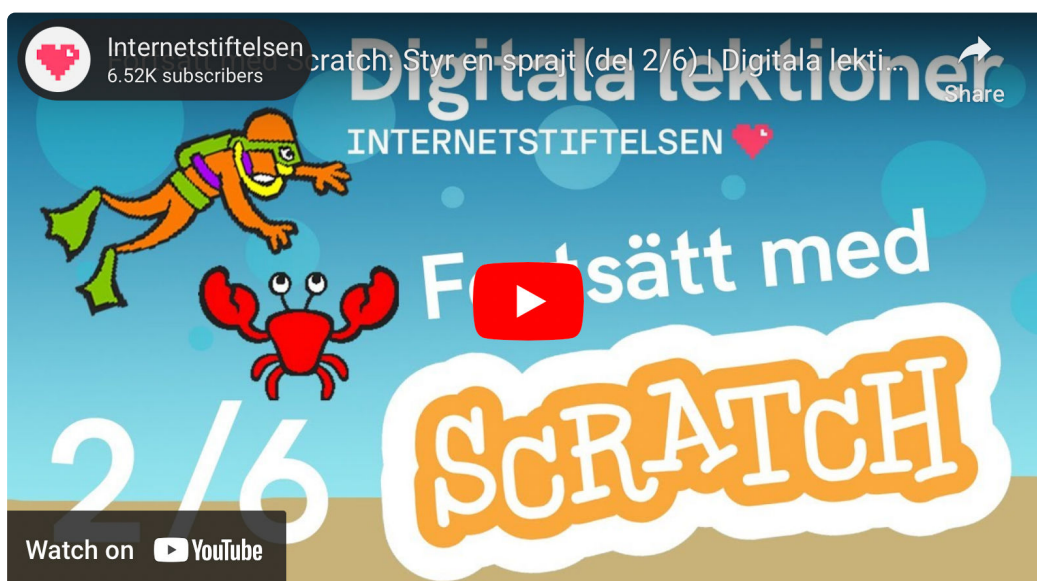 Internetstiftelsen
6.52K subscribers
Scratch: Styr en sprajt (del 2/6) | Digitala lekti...
Share
Digitala lektioner
INTERNETSTIFTELSEN
Fortsätt med
SCRATCH
2/6
Watch on YouTube